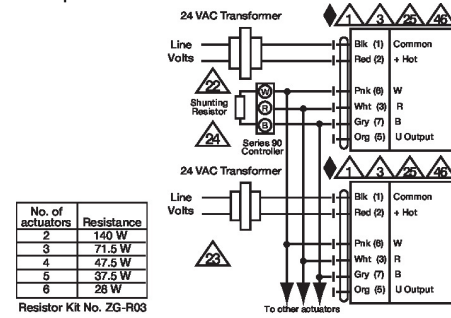 24 VAC Transformer
1 3 25 46
Line
Volts
Blk (1) Common
Red (2) + Hot
22
Shunting
Resistor
24
W
R
B
Series 90
Controller
Pnk (6) W
Wht (3) R
Gry (7) B
Org (5) U Output
24 VAC Transformer
1 3 25 46
Line
Volts
Blk (1) Common
Red (2) + Hot
23
Pnk (6) W
Wht (3) R
Gry (7) B
Org (5) U Output
To other actuators
No. of
actuators Resistance
2 140 W
3 71.5 W
4 47.5 W
5 37.5 W
6 28 W
Resistor Kit No. ZG-R03